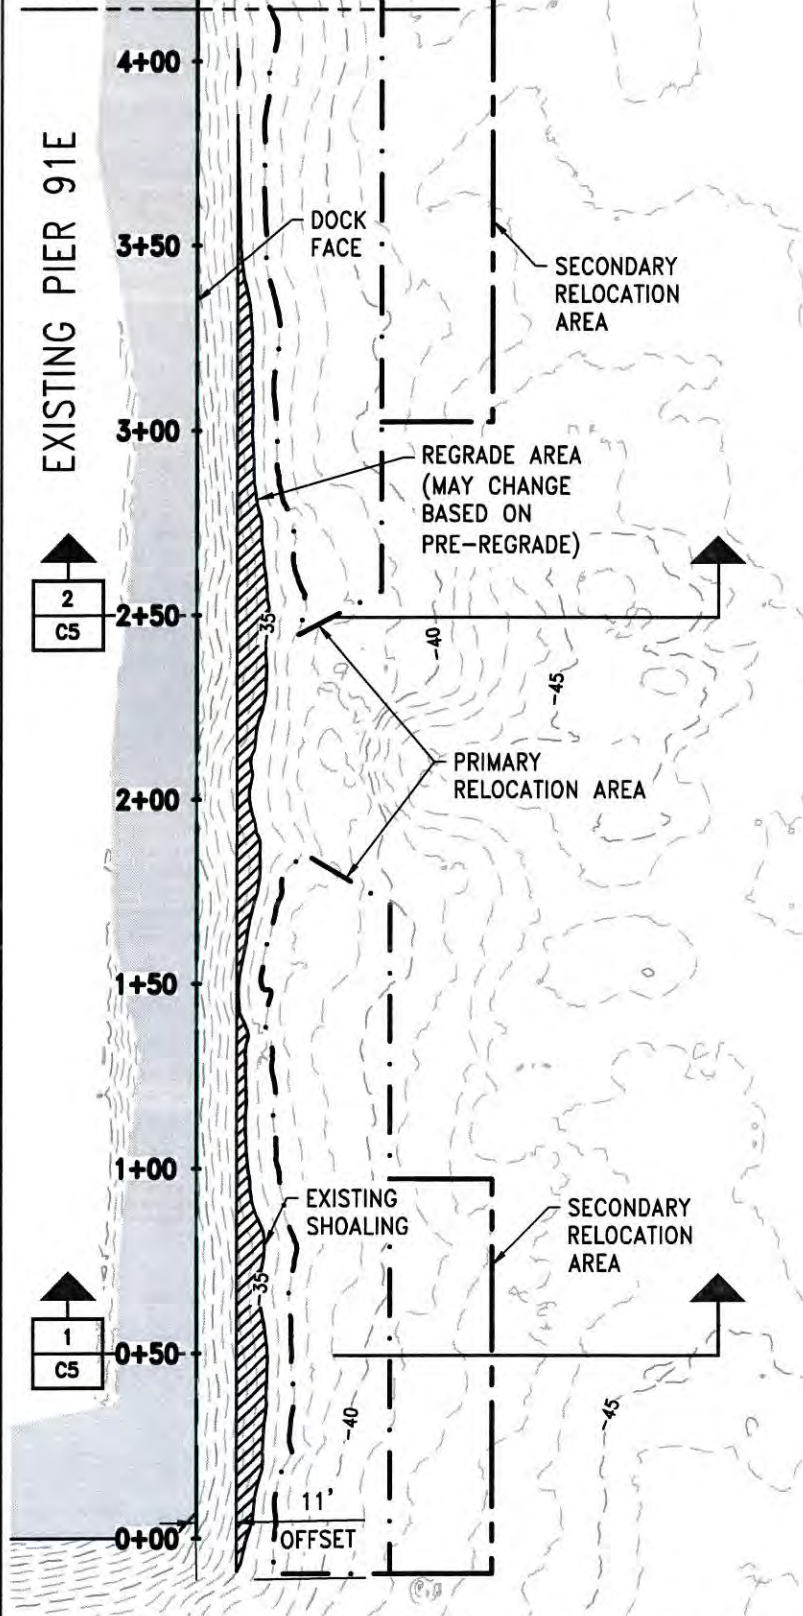 4+00
EXISTING PIER 91E
DOCK
FACE
3+50
SECONDARY
RELOCATION
AREA
3+00
REGRADE AREA
(MAY CHANGE
BASED ON
PRE-REGRADE)
2
C5
2+50
-35
-40
-45
PRIMARY
RELOCATION AREA
2+00
1+50
1+00
EXISTING
SHOALING
SECONDARY
RELOCATION
AREA
-35
1
C5
0+50
-40
-45
11'
OFFSET
0+00